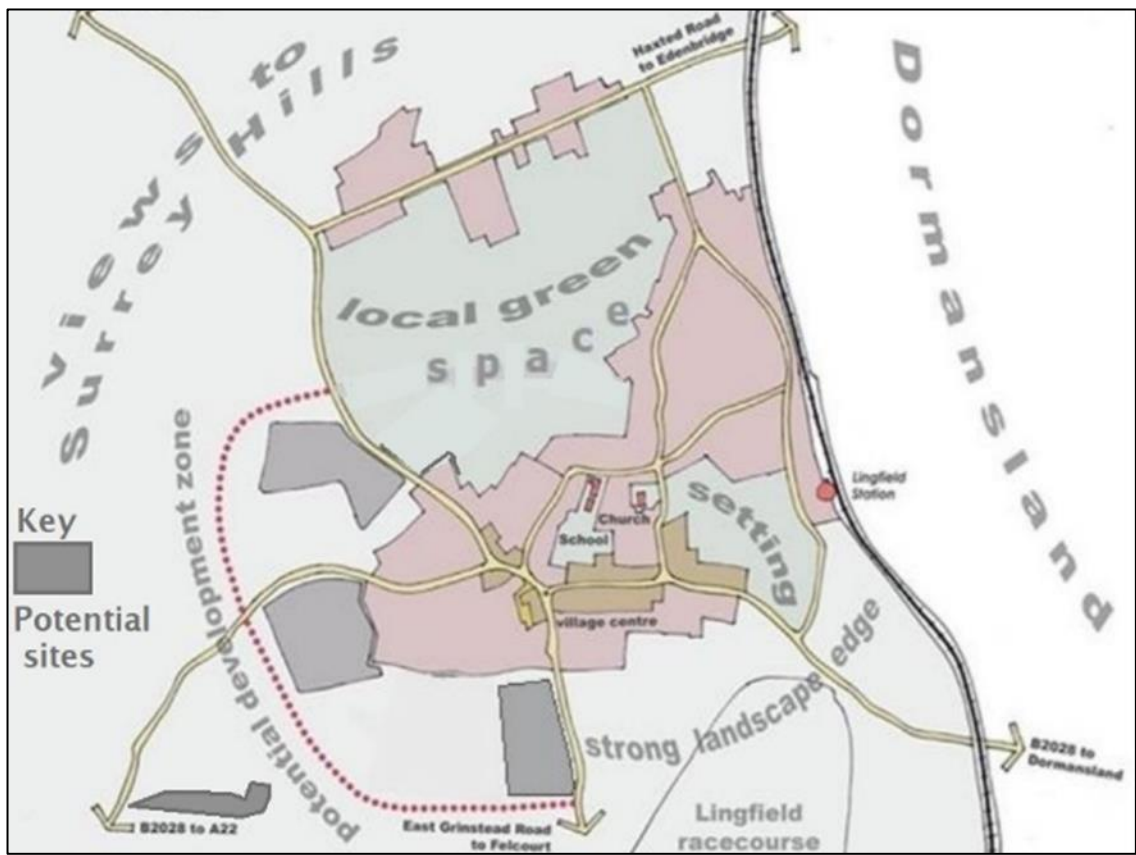 Views to
Surrey Hills
Haxted Road
to Edenbridge
Dormansland
local green
space
potential development zone
Key
Potential
sites
setting
Lingfield
Station
Church
School
village centre
strong landscape edge
B2028 to
Dormansland
B2028 to A22
East Grinstead Road
to Felcourt
Lingfield
racecourse